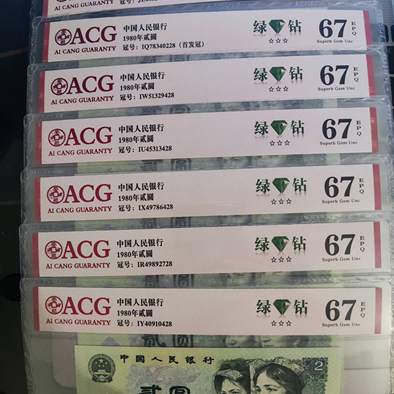 ACG
AI CANG GUARANTY
中国人民银行
1980年贰圆
冠号：IQ78340228（首发冠）
绿钻
☆☆☆
67 EPQ
Superb Gem Unc
ACG
AI CANG GUARANTY
中国人民银行
1980年贰圆
冠号：IW51329428
绿钻
☆☆☆
67 EPQ
Superb Gem Unc
ACG
AI CANG GUARANTY
中国人民银行
1980年贰圆
冠号：IU45313428
绿钻
☆☆☆
67 EPQ
Superb Gem Unc
ACG
AI CANG GUARANTY
中国人民银行
1980年贰圆
冠号：IX49786428
绿钻
☆☆☆
67 EPQ
Superb Gem Unc
ACG
AI CANG GUARANTY
中国人民银行
1980年贰圆
冠号：IR49892728
绿钻
☆☆☆
67 EPQ
Superb Gem Unc
ACG
AI CANG GUARANTY
中国人民银行
1980年贰圆
冠号：IY40910428
绿钻
☆☆☆
67 EPQ
Superb Gem Unc
中国人民银行
2
贰圆